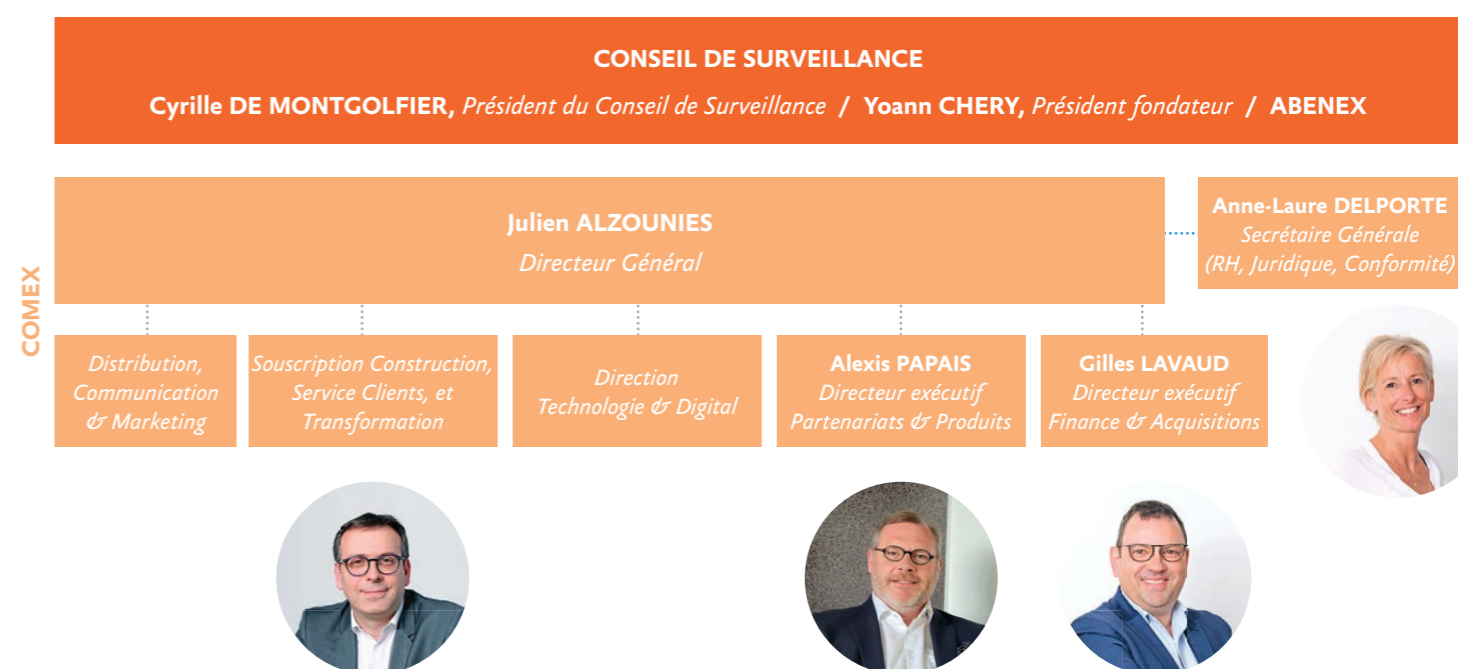 CONSEIL DE SURVEILLANCE
Cyrille DE MONTGOLFIER, Président du Conseil de Surveillance / Yoann CHERY, Président fondateur / ABENEX
COMEX
Julien ALZOUNIES
Directeur Général
Anne-Laure DELPORTE
Secrétaire Générale
(RH, Juridique, Conformité)
Distribution,
Communication
& Marketing
Souscription Construction,
Service Clients, et
Transformation
Direction
Technologie & Digital
Alexis PAPAIS
Directeur exécutif
Partenariats & Produits
Gilles LAVAUD
Directeur exécutif
Finance & Acquisitions